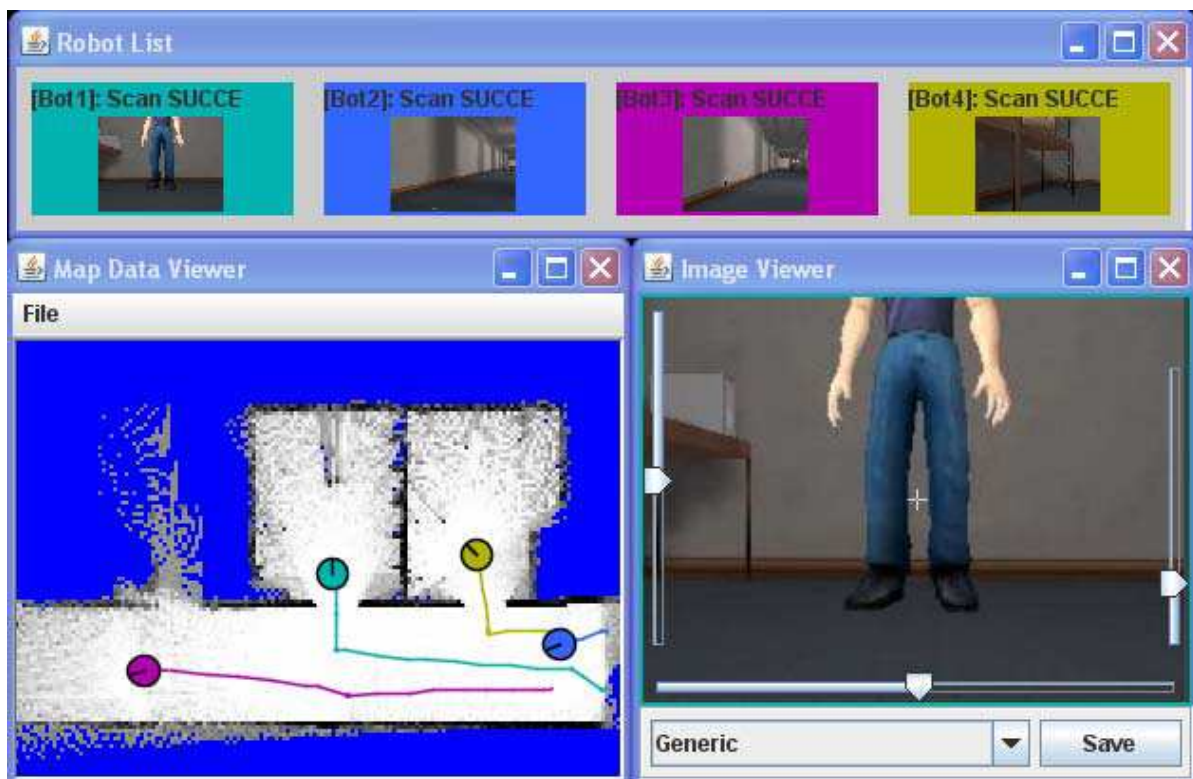 Robot List
[Bot1]: Scan SUCCE
[Bot2]: Scan SUCCE
[Bot3]: Scan SUCCE
[Bot4]: Scan SUCCE
Map Data Viewer
File
Image Viewer
Generic
Save